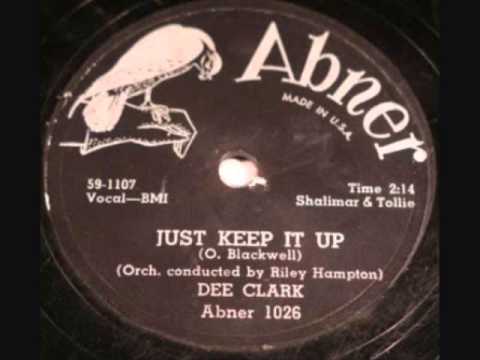 Abner
MADE IN U.S.A.
59-1107
Vocal—BMI
Time 2:14
Shalimar & Tollie
JUST KEEP IT UP
(O. Blackwell)
(Orch. conducted by Riley Hampton)
DEE CLARK
Abner 1026